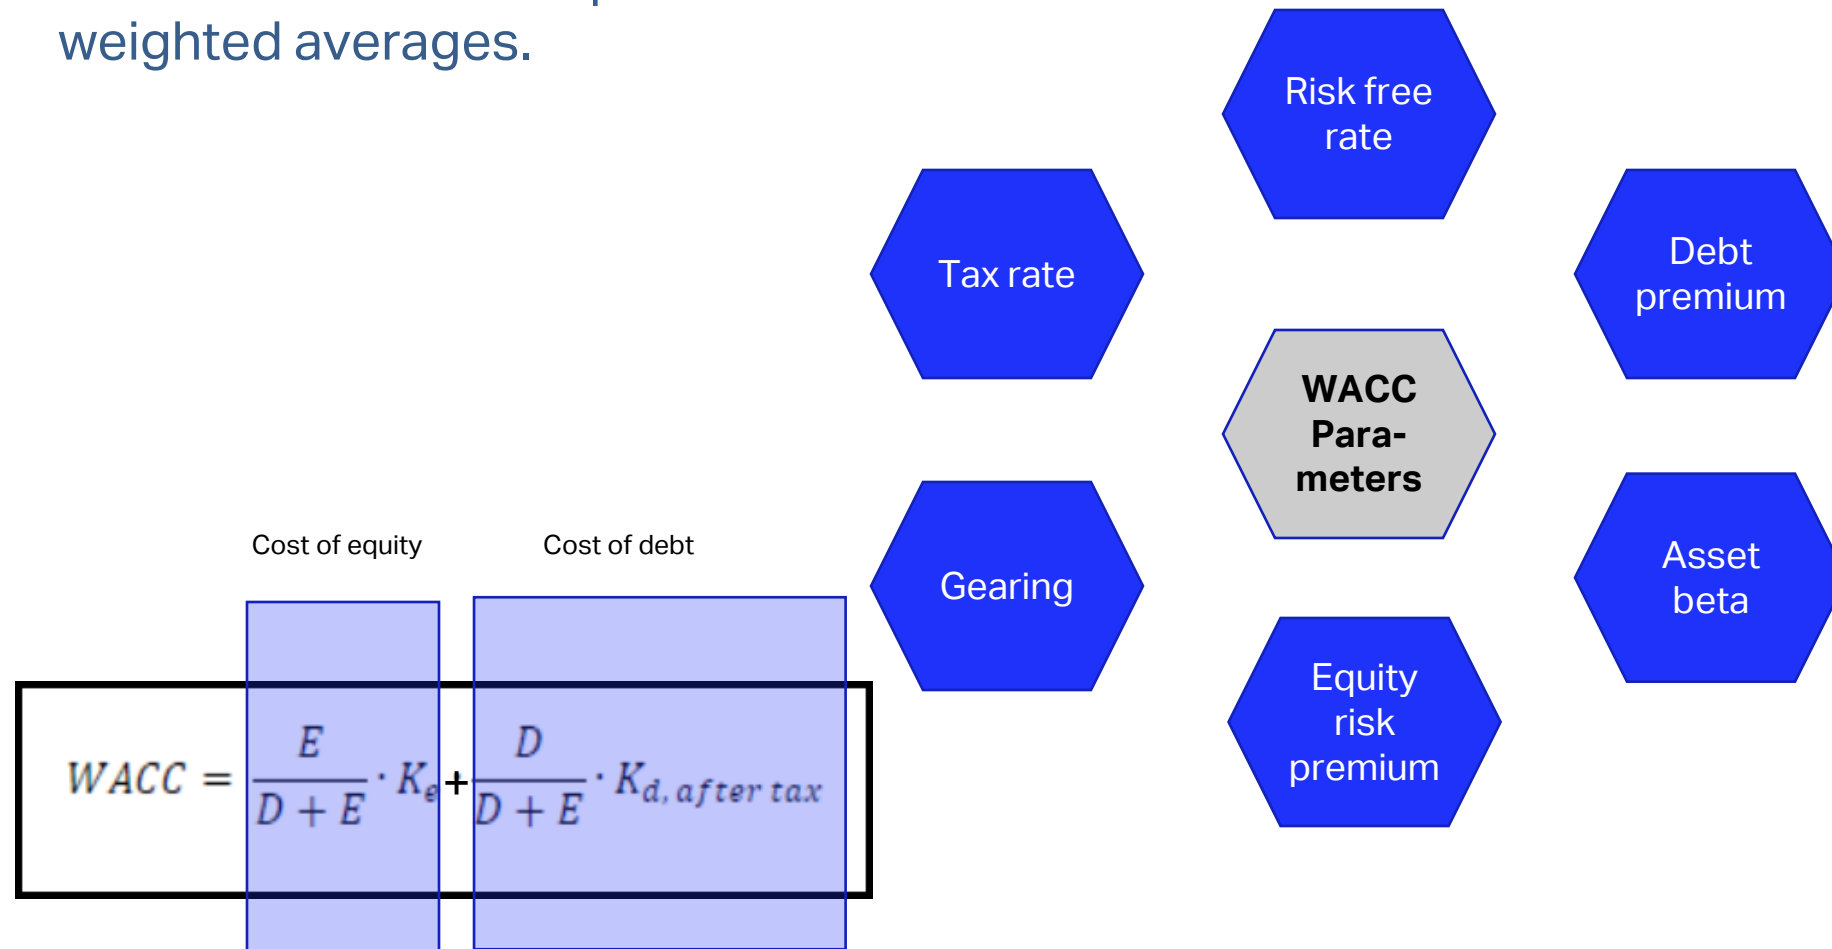 weighted averages.
Risk free
rate
Tax rate
Debt
premium
WACC
Para-
meters
Gearing
Asset
beta
Equity
risk
premium
Cost of equity
Cost of debt
WACC = E/(D + E) · Ke + D/(D + E) · Kd, after tax